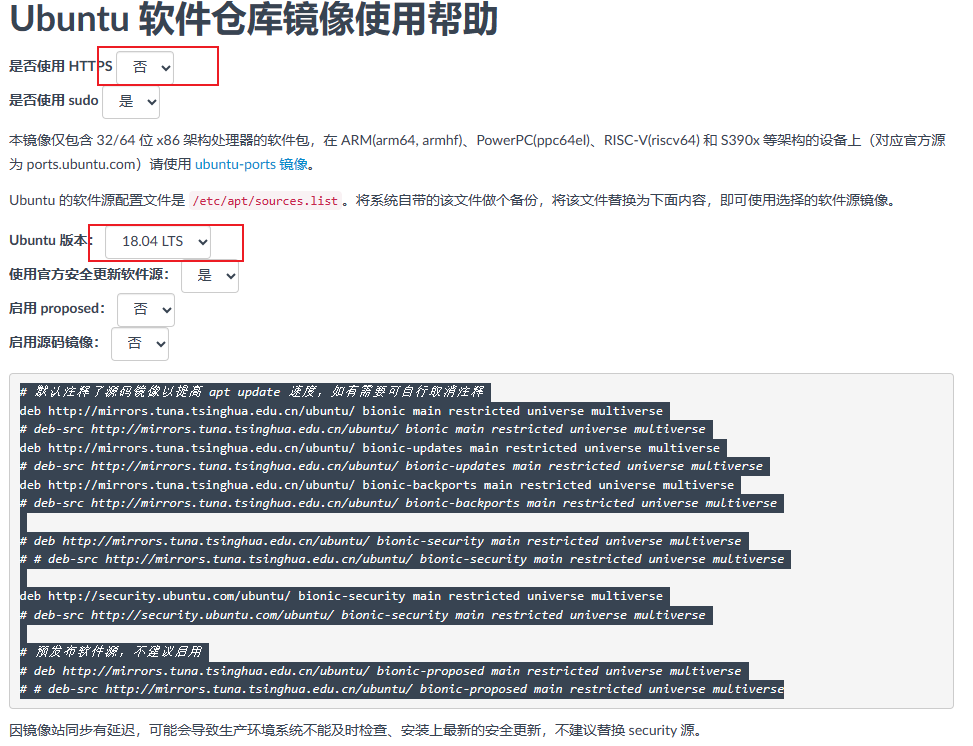 Ubuntu 软件仓库镜像使用帮助
是否使用 HTTPS 否
是否使用 sudo 是
本镜像仅包含 32/64 位 x86 架构处理器的软件包，在 ARM(arm64, armhf)、PowerPC(ppc64el)、RISC-V(riscv64) 和 S390x 等架构的设备上（对应官方源
为 ports.ubuntu.com）请使用 ubuntu-ports 镜像。
Ubuntu 的软件源配置文件是 /etc/apt/sources.list 。将系统自带的该文件做个备份，将该文件替换为下面内容，即可使用选择的软件源镜像。
Ubuntu 版本: 18.04 LTS
使用官方安全更新软件源： 是
启用 proposed： 否
启用源码镜像： 否
# 默认注释了源码镜像以提高 apt update 速度，如有需要可自行取消注释
deb http://mirrors.tuna.tsinghua.edu.cn/ubuntu/ bionic main restricted universe multiverse
# deb-src http://mirrors.tuna.tsinghua.edu.cn/ubuntu/ bionic main restricted universe multiverse
deb http://mirrors.tuna.tsinghua.edu.cn/ubuntu/ bionic-updates main restricted universe multiverse
# deb-src http://mirrors.tuna.tsinghua.edu.cn/ubuntu/ bionic-updates main restricted universe multiverse
deb http://mirrors.tuna.tsinghua.edu.cn/ubuntu/ bionic-backports main restricted universe multiverse
# deb-src http://mirrors.tuna.tsinghua.edu.cn/ubuntu/ bionic-backports main restricted universe multiverse
# deb http://mirrors.tuna.tsinghua.edu.cn/ubuntu/ bionic-security main restricted universe multiverse
# # deb-src http://mirrors.tuna.tsinghua.edu.cn/ubuntu/ bionic-security main restricted universe multiverse
deb http://security.ubuntu.com/ubuntu/ bionic-security main restricted universe multiverse
# deb-src http://security.ubuntu.com/ubuntu/ bionic-security main restricted universe multiverse
# 预发布软件源，不建议启用
# deb http://mirrors.tuna.tsinghua.edu.cn/ubuntu/ bionic-proposed main restricted universe multiverse
# # deb-src http://mirrors.tuna.tsinghua.edu.cn/ubuntu/ bionic-proposed main restricted universe multiverse
因镜像站同步有延迟，可能会导致生产环境系统不能及时检查、安装上最新的安全更新，不建议替换 security 源。